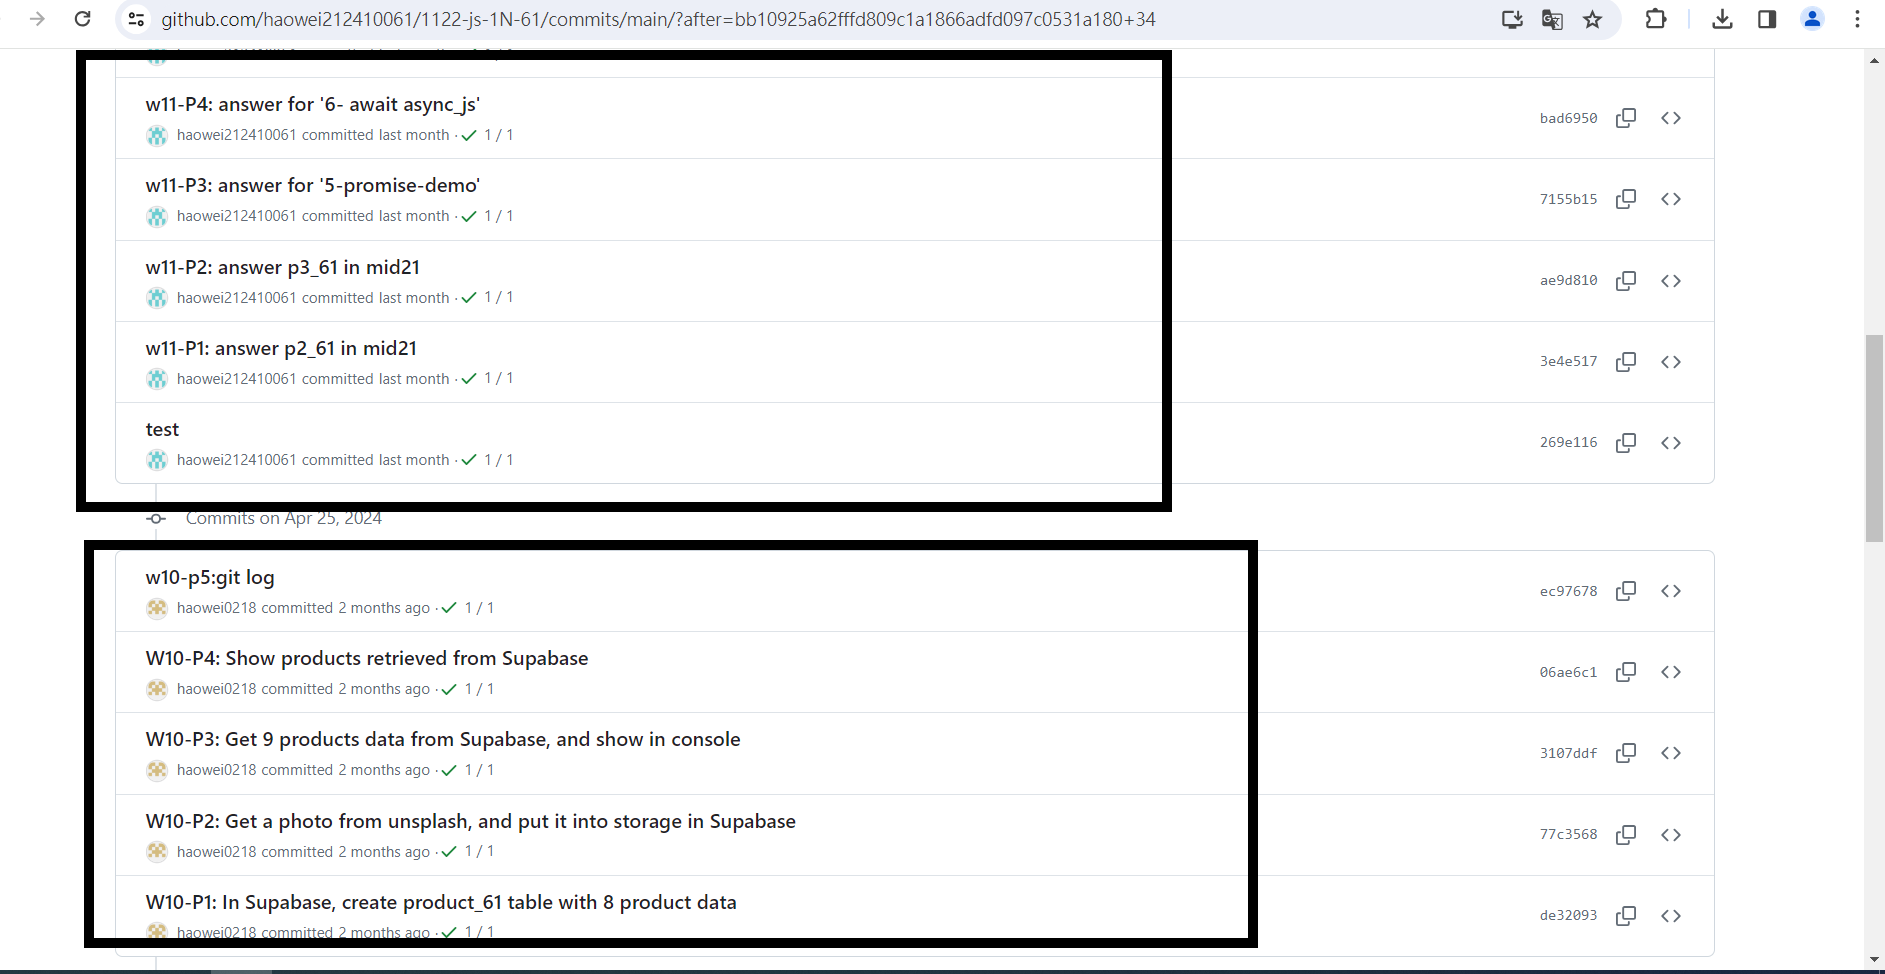 github.com/haowei212410061/1122-js-1N-61/commits/main/?after=bb10925a62fffd809c1a1866adfd097c0531a180+34
w11-P4: answer for '6- await async_js'
haowei212410061 committed last month · 1 / 1
bad6950
w11-P3: answer for '5-promise-demo'
haowei212410061 committed last month · 1 / 1
7155b15
w11-P2: answer p3_61 in mid21
haowei212410061 committed last month · 1 / 1
ae9d810
w11-P1: answer p2_61 in mid21
haowei212410061 committed last month · 1 / 1
3e4e517
test
haowei212410061 committed last month · 1 / 1
269e116
Commits on Apr 25, 2024
w10-p5:git log
haowei0218 committed 2 months ago · 1 / 1
ec97678
W10-P4: Show products retrieved from Supabase
haowei0218 committed 2 months ago · 1 / 1
06ae6c1
W10-P3: Get 9 products data from Supabase, and show in console
haowei0218 committed 2 months ago · 1 / 1
3107ddf
W10-P2: Get a photo from unsplash, and put it into storage in Supabase
haowei0218 committed 2 months ago · 1 / 1
77c3568
W10-P1: In Supabase, create product_61 table with 8 product data
haowei0218 committed 2 months ago · 1 / 1
de32093